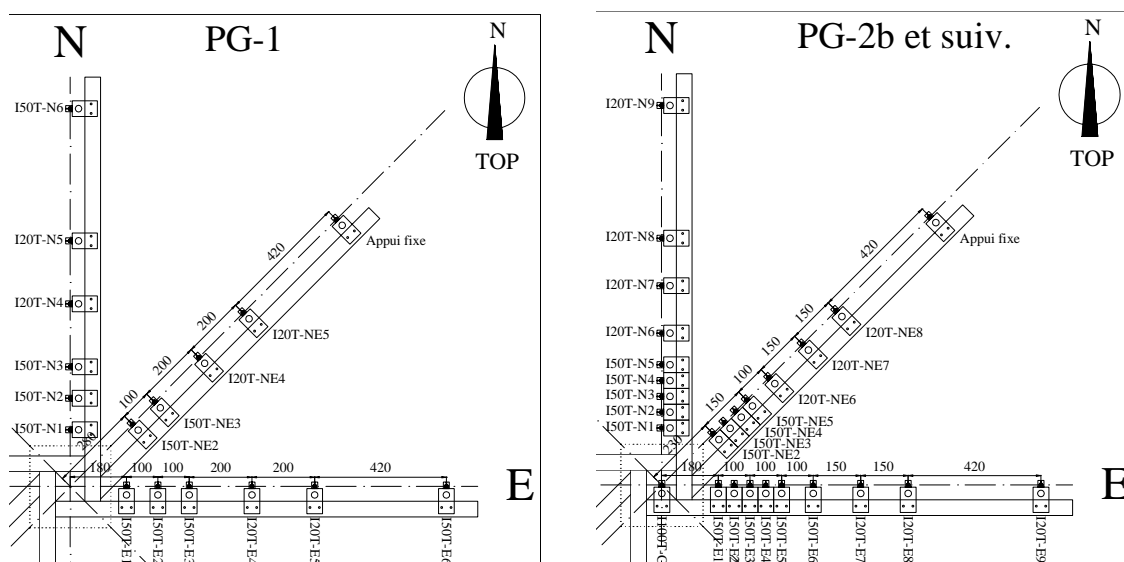 N
PG-1
N
TOP
I50T-N6
I20T-N5
I20T-N4
I50T-N3
I50T-N2
I50T-N1
420
200
200
100
Appui fixe
I20T-NE5
I20T-NE4
I50T-NE3
I50T-NE2
180
100
100
200
200
420
E
I50T-E1
I50T-E2
I50T-E3
I20T-E4
I20T-E5
I50T-E6
N
PG-2b et suiv.
N
TOP
I20T-N9
I20T-N8
I20T-N7
I20T-N6
I50T-N5
I50T-N4
I50T-N3
I50T-N2
I50T-N1
420
150
150
100
150
230
Appui fixe
I20T-NE8
I20T-NE7
I20T-NE6
I50T-NE5
I50T-NE4
I50T-NE3
I50T-NE2
180
100
100
150
150
420
E
I50T-E1
I50T-E2
I50T-E3
I50T-E4
I50T-E5
I50T-E6
I20T-E7
I20T-E8
I20T-E9